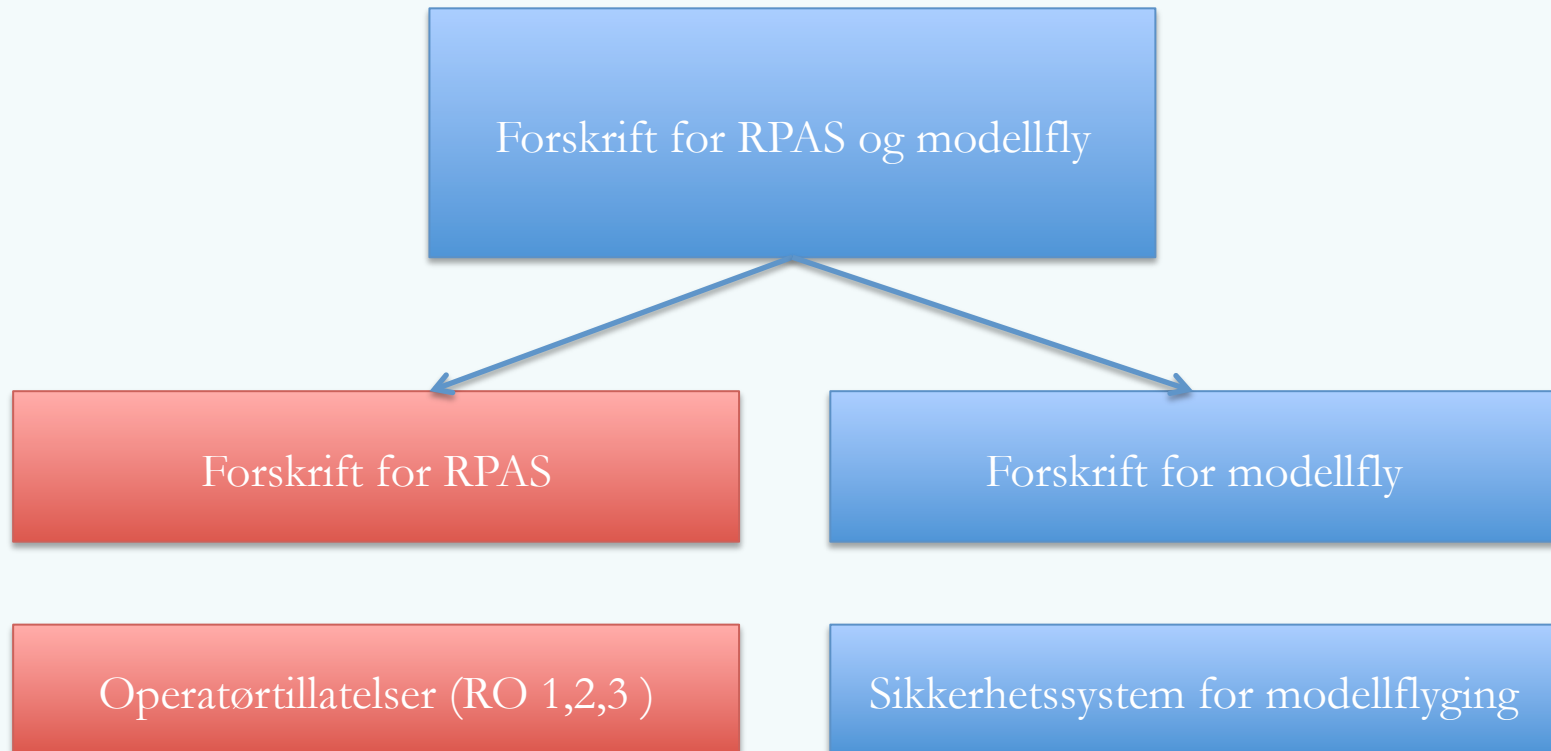 Forskrift for RPAS og modellfly
Forskrift for RPAS
Forskrift for modellfly
Operatørtillatelser (RO 1,2,3 )
Sikkerhetssystem for modellflyging